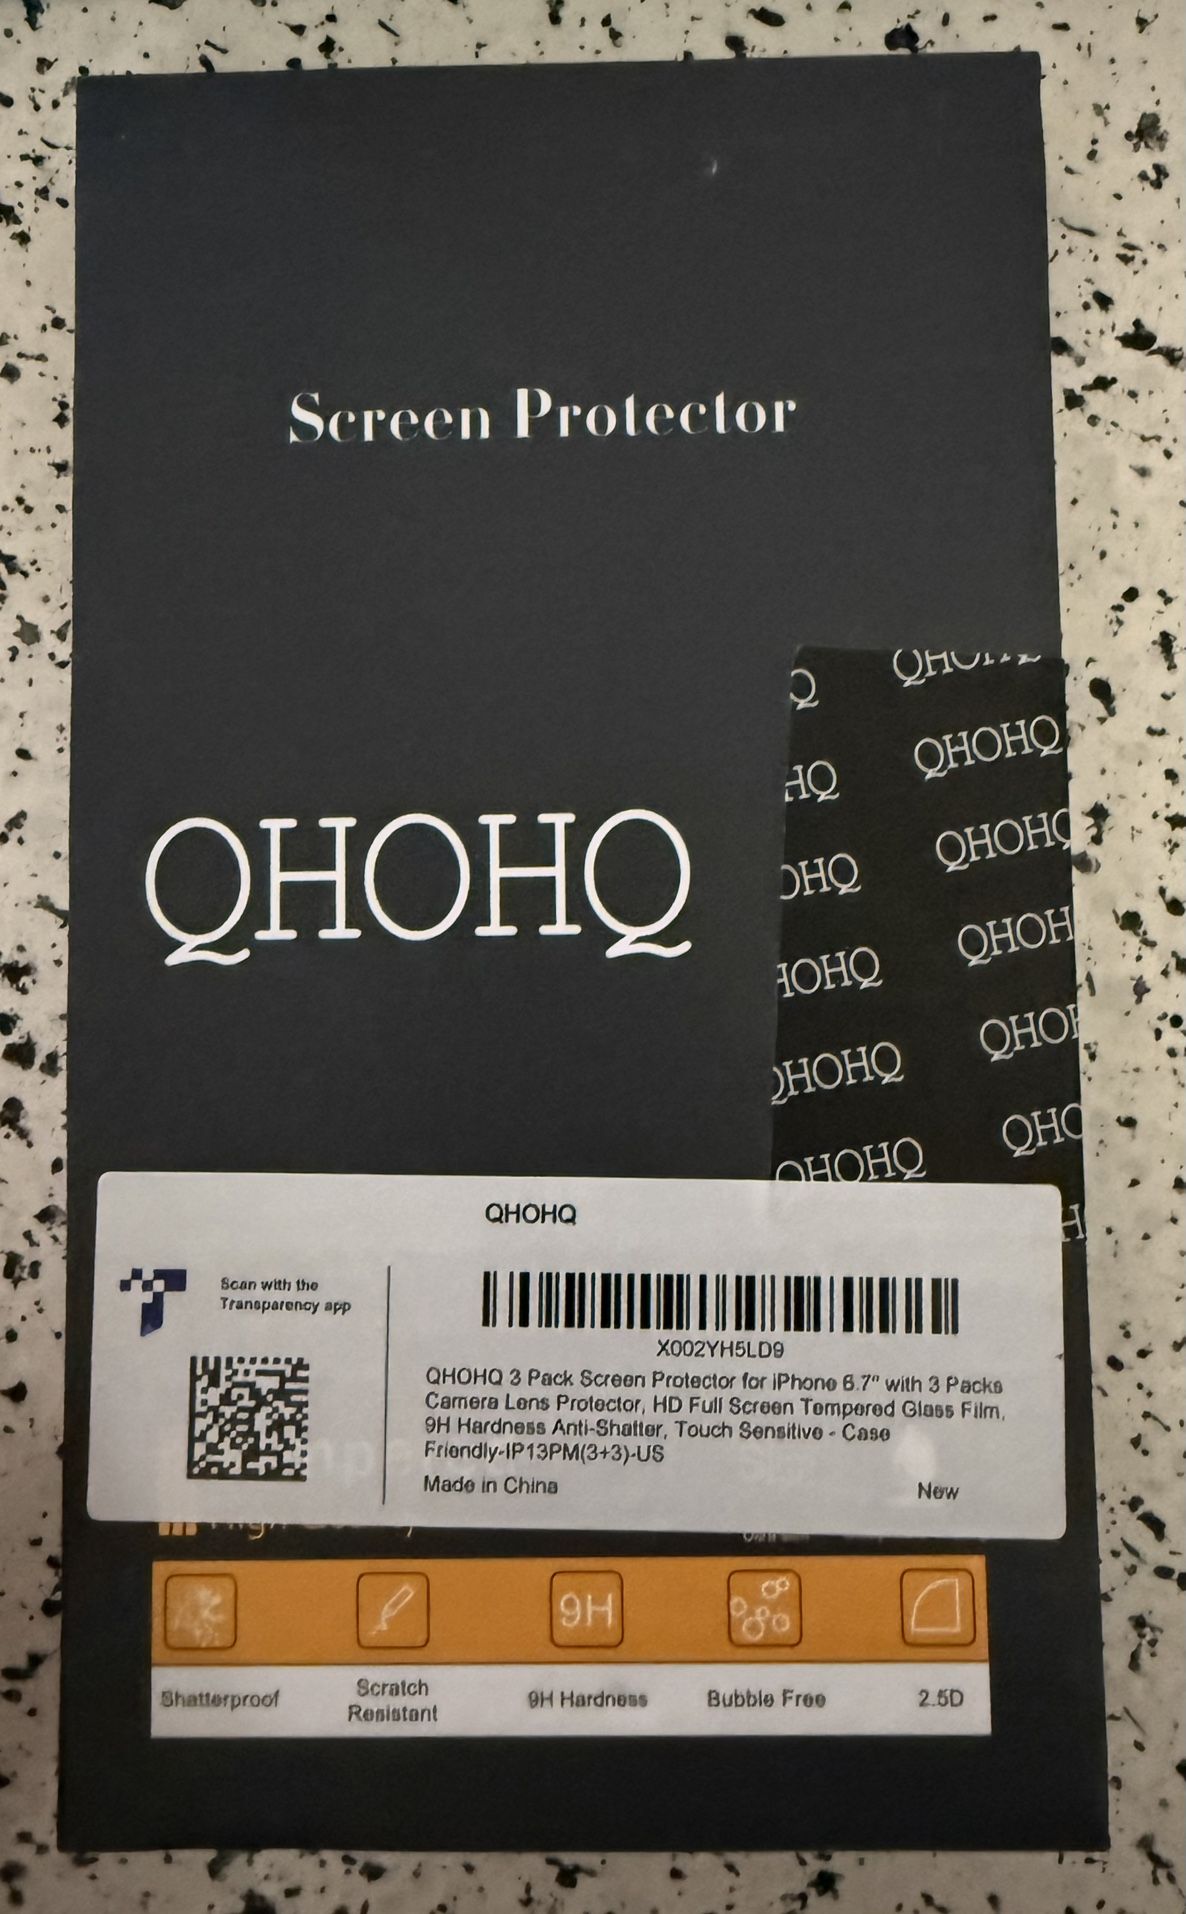 Screen Protector
QHOHQ
QHOHQ
QHOHQ
QHOHQ
QHOHQ
QHOHQ
Scan with the
Transparency app
X002YH5LD9
QHOHQ 3 Pack Screen Protector for iPhone 6.7" with 3 Packs
Camera Lens Protector, HD Full Screen Tempered Glass Film,
9H Hardness Anti-Shatter, Touch Sensitive - Case
Friendly-IP13PM(3+3)-US
Made in China
New
9H
Shatterproof
Scratch
Resistant
9H Hardness
Bubble Free
2.5D